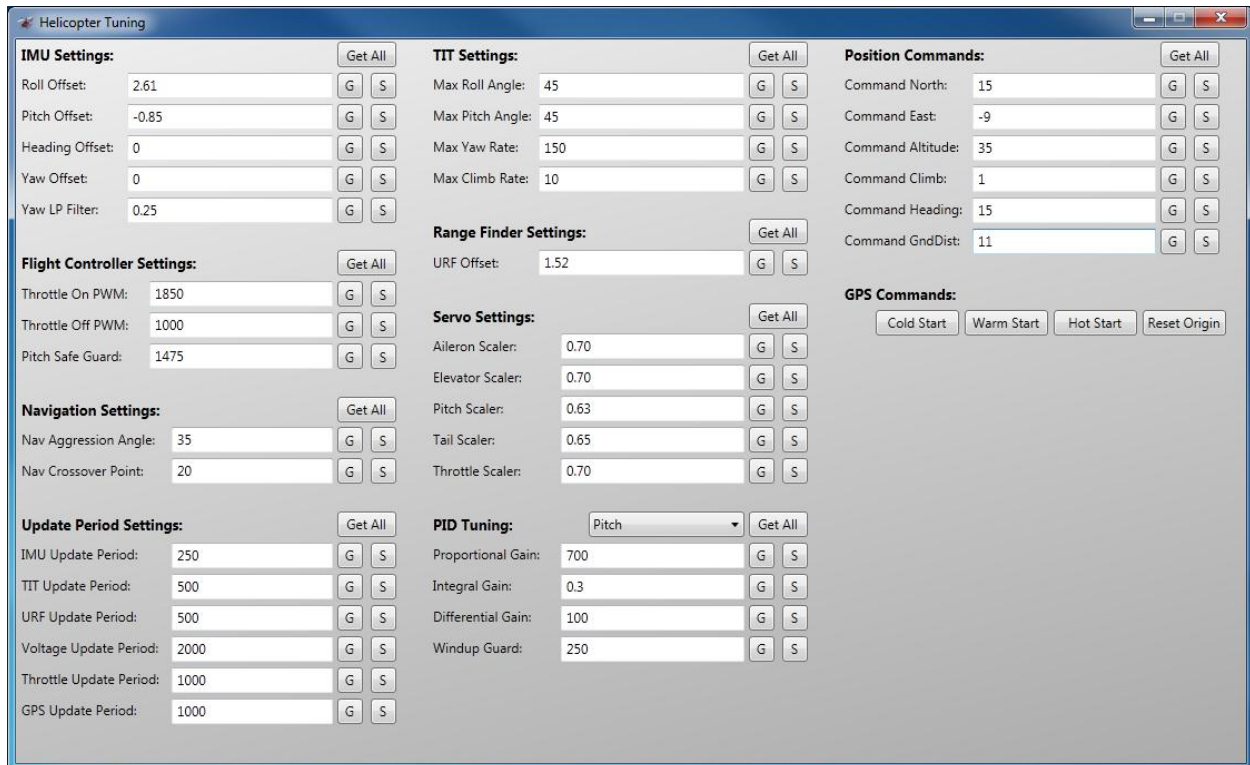 Helicopter Tuning
IMU Settings: Get All
Roll Offset: 2.61 G S
Pitch Offset: -0.85 G S
Heading Offset: 0 G S
Yaw Offset: 0 G S
Yaw LP Filter: 0.25 G S
Flight Controller Settings: Get All
Throttle On PWM: 1850 G S
Throttle Off PWM: 1000 G S
Pitch Safe Guard: 1475 G S
Navigation Settings: Get All
Nav Aggression Angle: 35 G S
Nav Crossover Point: 20 G S
Update Period Settings: Get All
IMU Update Period: 250 G S
TIT Update Period: 500 G S
URF Update Period: 500 G S
Voltage Update Period: 2000 G S
Throttle Update Period: 1000 G S
GPS Update Period: 1000 G S
TIT Settings: Get All
Max Roll Angle: 45 G S
Max Pitch Angle: 45 G S
Max Yaw Rate: 150 G S
Max Climb Rate: 10 G S
Range Finder Settings: Get All
URF Offset: 1.52 G S
Servo Settings: Get All
Aileron Scaler: 0.70 G S
Elevator Scaler: 0.70 G S
Pitch Scaler: 0.63 G S
Tail Scaler: 0.65 G S
Throttle Scaler: 0.70 G S
PID Tuning: Pitch Get All
Proportional Gain: 700 G S
Integral Gain: 0.3 G S
Differential Gain: 100 G S
Windup Guard: 250 G S
Position Commands: Get All
Command North: 15 G S
Command East: -9 G S
Command Altitude: 35 G S
Command Climb: 1 G S
Command Heading: 15 G S
Command GndDist: 11 G S
GPS Commands:
Cold Start Warm Start Hot Start Reset Origin